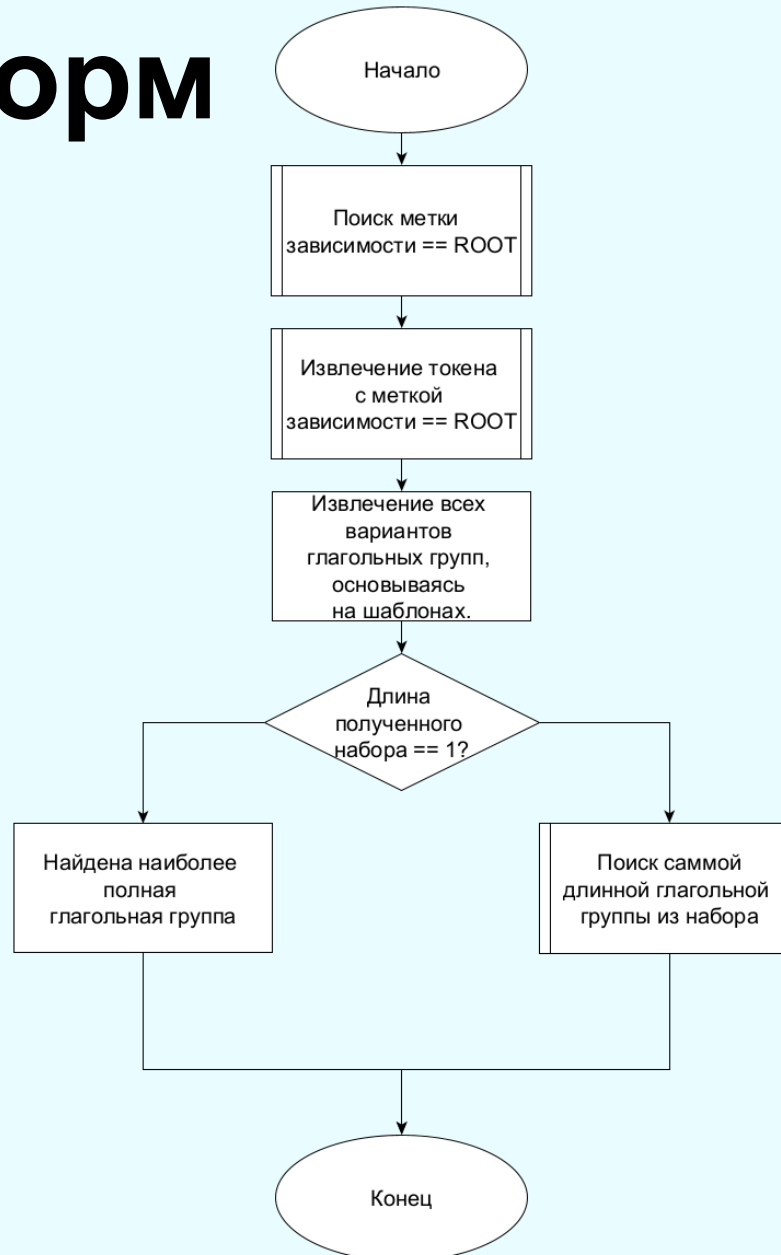 орм
Начало
Поиск метки
зависимости == ROOT
Извлечение токена
с меткой
зависимости == ROOT
Извлечение всех
вариантов
глагольных групп,
основываясь
на шаблонах.
Длина
полученного
набора == 1?
Найдена наиболее
полная
глагольная группа
Поиск саммой
длинной глагольной
группы из набора
Конец